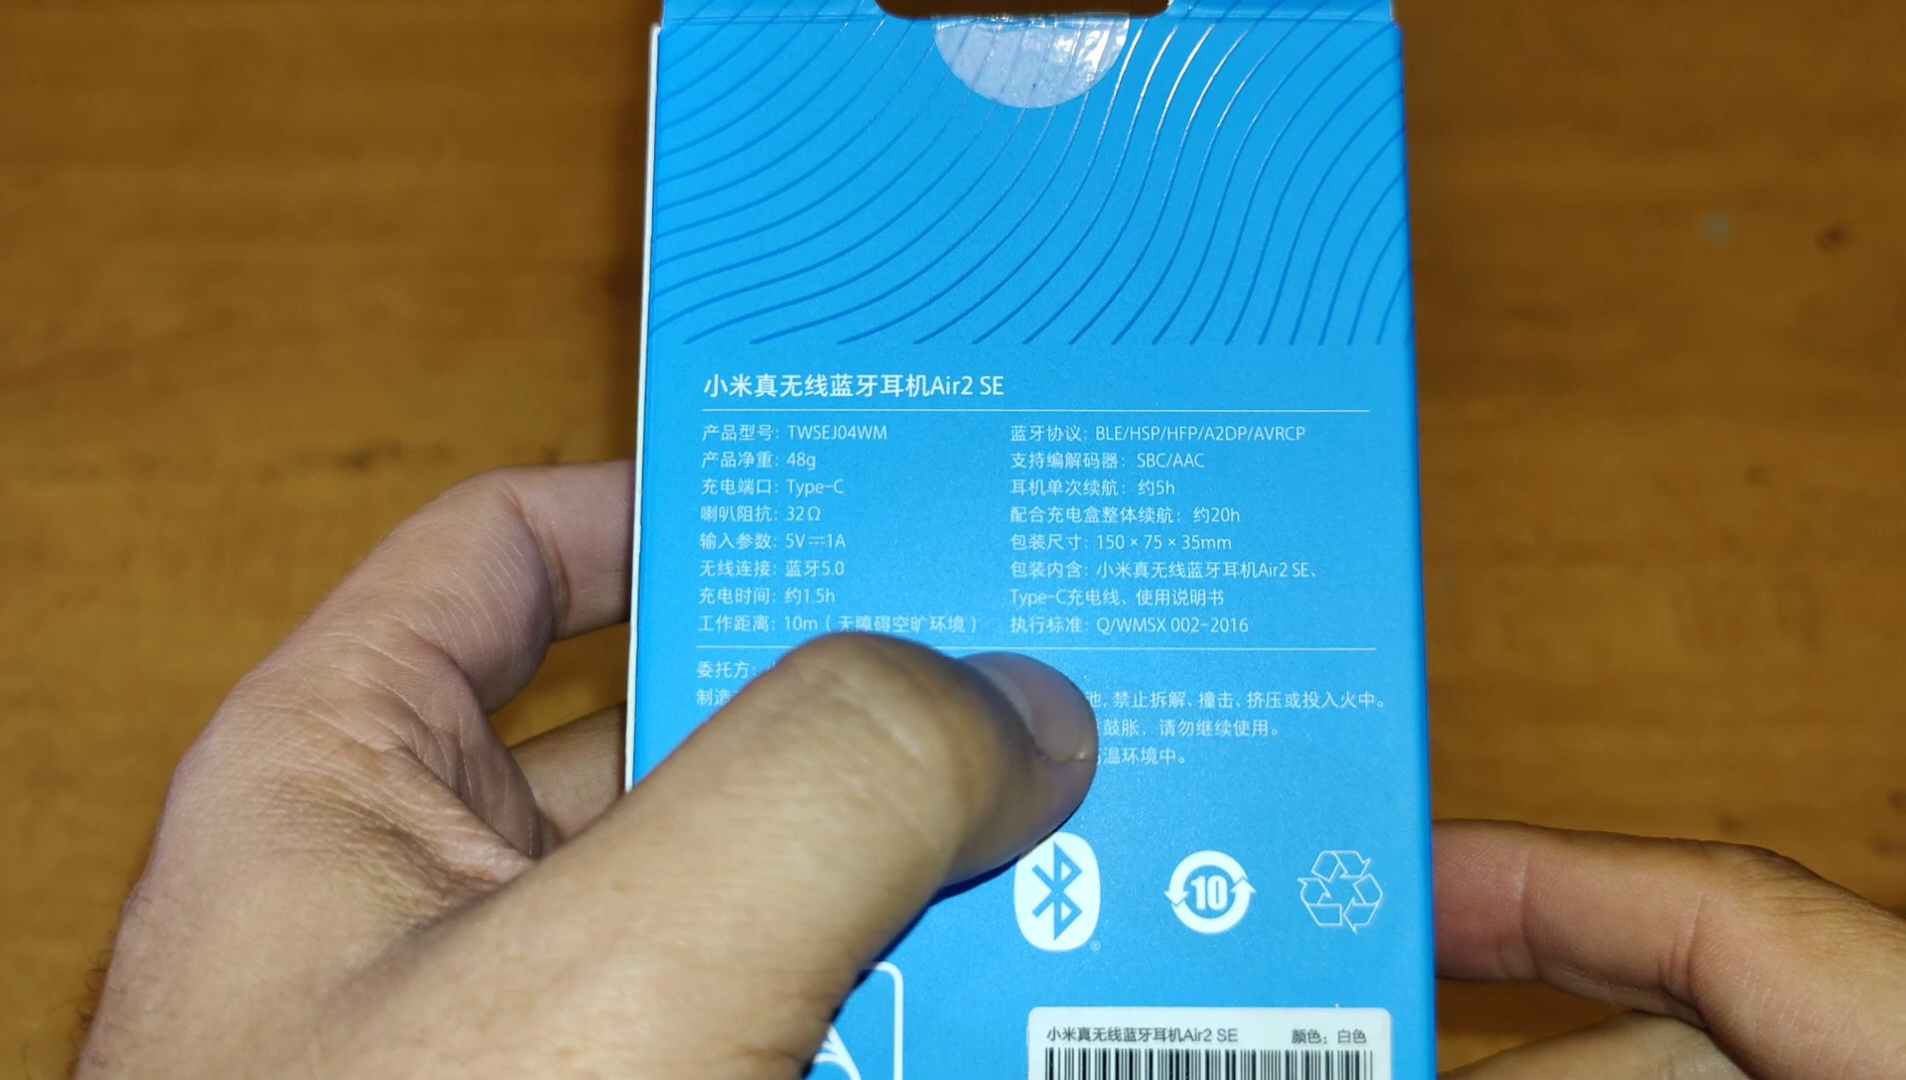 小米真无线蓝牙耳机Air2 SE
产品型号: TWSEJ04WM
产品净重: 48g
充电端口: Type-C
喇叭阻抗: 32Ω
输入参数: 5V⎓1A
无线连接: 蓝牙5.0
充电时间: 约1.5h
工作距离: 10m（无障碍空旷环境）
蓝牙协议: BLE/HSP/HFP/A2DP/AVRCP
支持编解码器: SBC/AAC
耳机单次续航: 约5h
配合充电盒整体续航: 约20h
包装尺寸: 150 × 75 × 35mm
包装内含: 小米真无线蓝牙耳机Air2 SE、
Type-C充电线、使用说明书
执行标准: Q/WMSX 002-2016
委托方:
制造
池, 禁止拆解、撞击、挤压或投入火中。
鼓胀，请勿继续使用。
高温环境中。
10
小米真无线蓝牙耳机Air2 SE
颜色: 白色